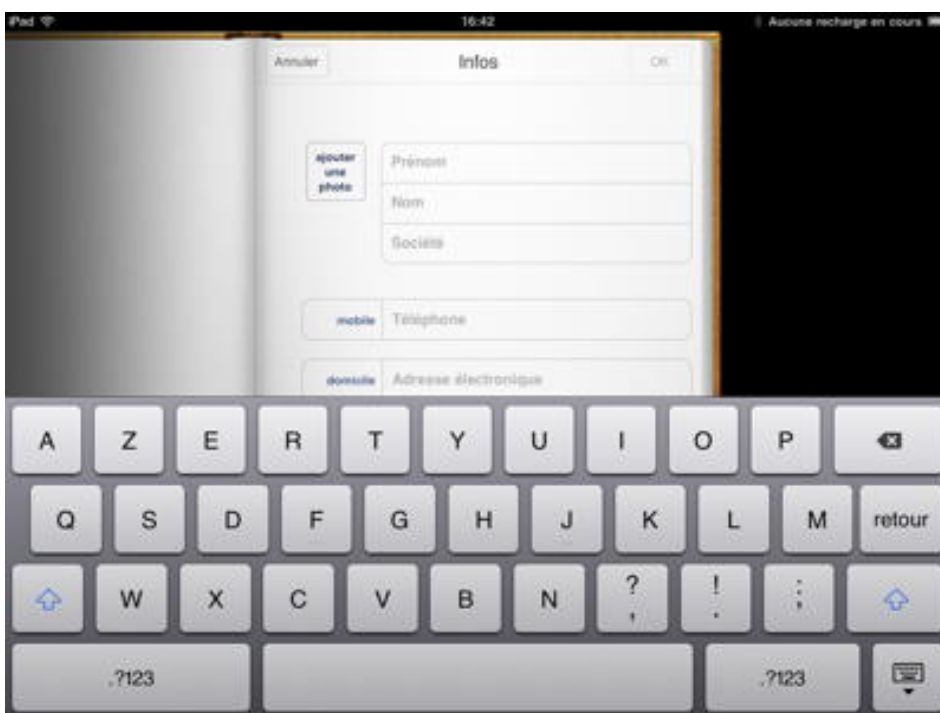 iPad 16:42 Aucune recharge en cours
Annuler Infos OK
ajouter
une
photo
Prénom
Nom
Société
mobile Téléphone
domicile Adresse électronique
A Z E R T Y U I O P
Q S D F G H J K L M retour
W X C V B N ? ! :
, . ;
.?123 .?123